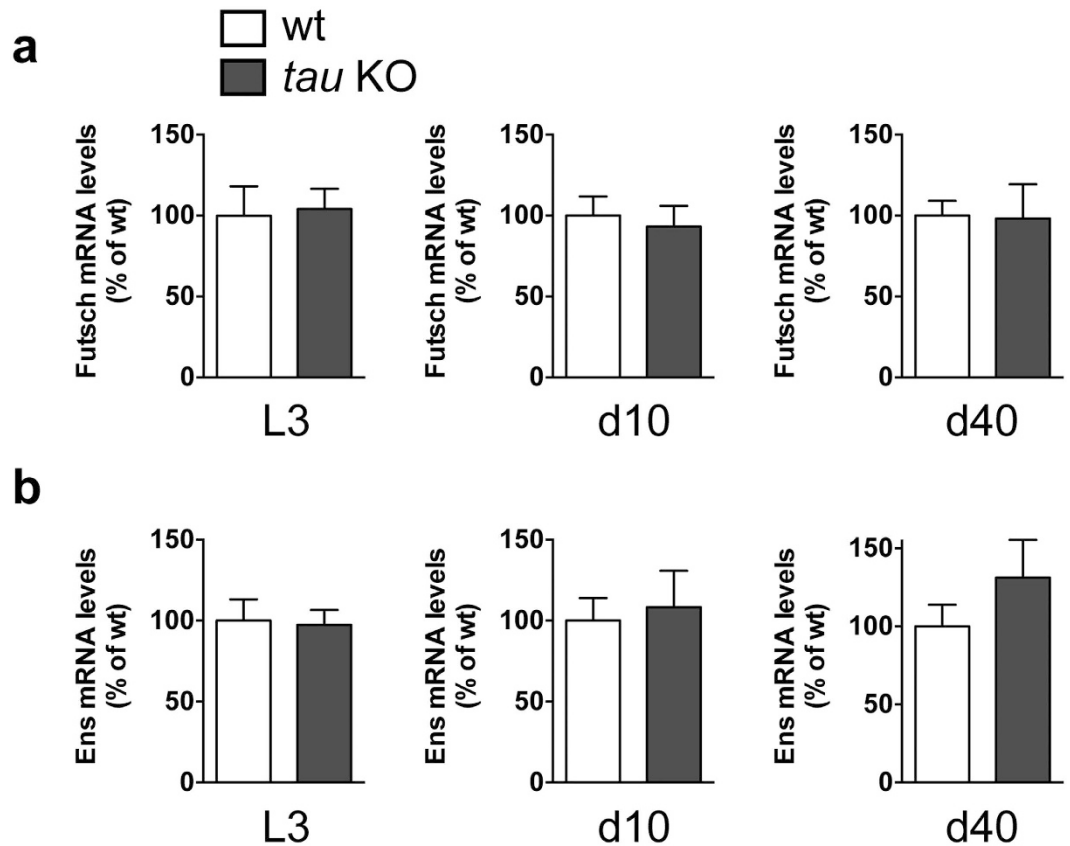 a
wt
tau KO
Futsch mRNA levels
(% of wt)
150
100
50
0
L3
Futsch mRNA levels
(% of wt)
150
100
50
0
d10
Futsch mRNA levels
(% of wt)
150
100
50
0
d40
b
Ens mRNA levels
(% of wt)
150
100
50
0
L3
Ens mRNA levels
(% of wt)
150
100
50
0
d10
Ens mRNA levels
(% of wt)
150
100
50
0
d40